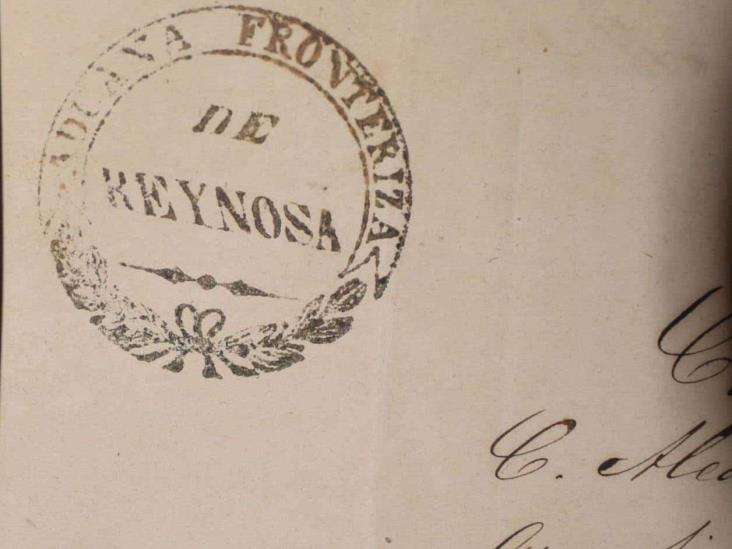 ADUANA FRONTERIZA
DE
REYNOSA
C.